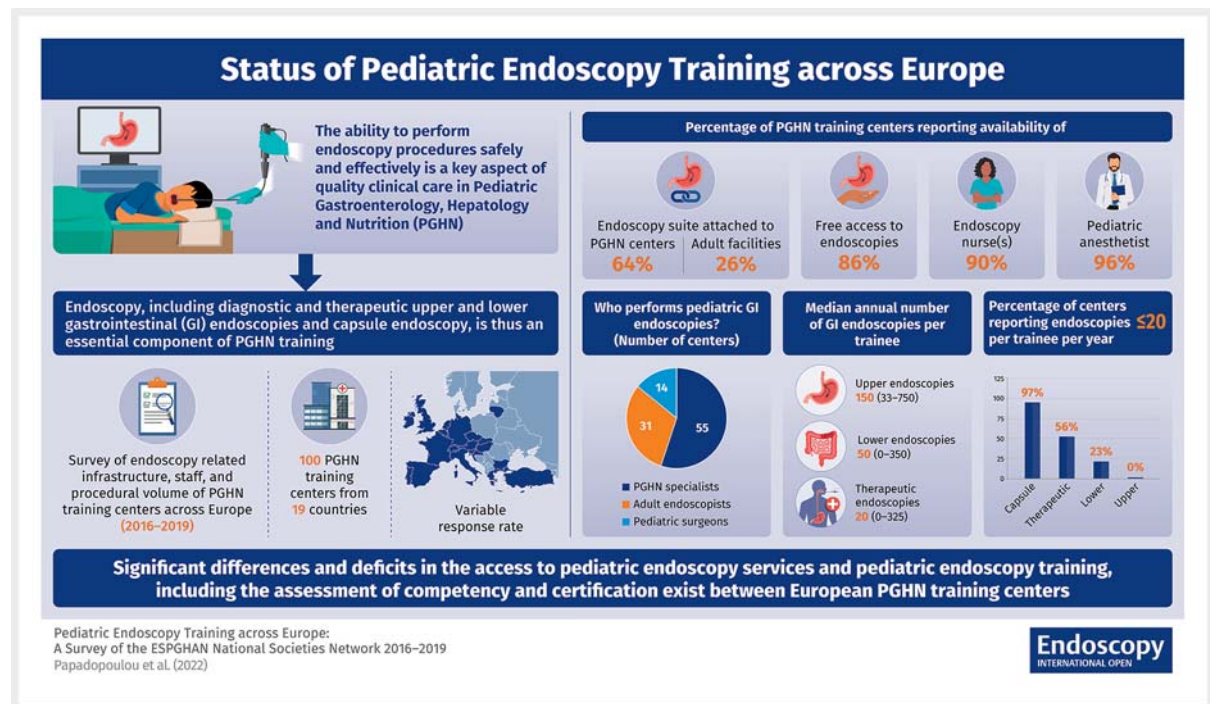 Status of Pediatric Endoscopy Training across Europe
The ability to perform
endoscopy procedures safely
and effectively is a key aspect of
quality clinical care in Pediatric
Gastroenterology, Hepatology
and Nutrition (PGHN)
Endoscopy, including diagnostic and therapeutic upper and lower
gastrointestinal (GI) endoscopies and capsule endoscopy, is thus an
essential component of PGHN training
Survey of endoscopy related
infrastructure, staff, and
procedural volume of PGHN
training centers across Europe
(2016–2019)
100 PGHN
training
centers from
19 countries
Variable
response rate
Percentage of PGHN training centers reporting availability of
Endoscopy suite attached to
PGHN centers
64%
Adult facilities
26%
Free access to
endoscopies
86%
Endoscopy
nurse(s)
90%
Pediatric
anesthetist
96%
Who performs pediatric GI
endoscopies?
(Number of centers)
14
31
55
PGHN specialists
Adult endoscopists
Pediatric surgeons
Median annual number
of GI endoscopies per
trainee
Upper endoscopies
150 (33–750)
Lower endoscopies
50 (0–350)
Therapeutic
endoscopies
20 (0–325)
Percentage of centers
reporting endoscopies ≤20
per trainee per year
125
100
75
50
25
0
97%
56%
23%
0%
Capsule
Therapeutic
Lower
Upper
Significant differences and deficits in the access to pediatric endoscopy services and pediatric endoscopy training,
including the assessment of competency and certification exist between European PGHN training centers
Pediatric Endoscopy Training across Europe:
A Survey of the ESPGHAN National Societies Network 2016–2019
Papadopoulou et al. (2022)
Endoscopy
INTERNATIONAL OPEN